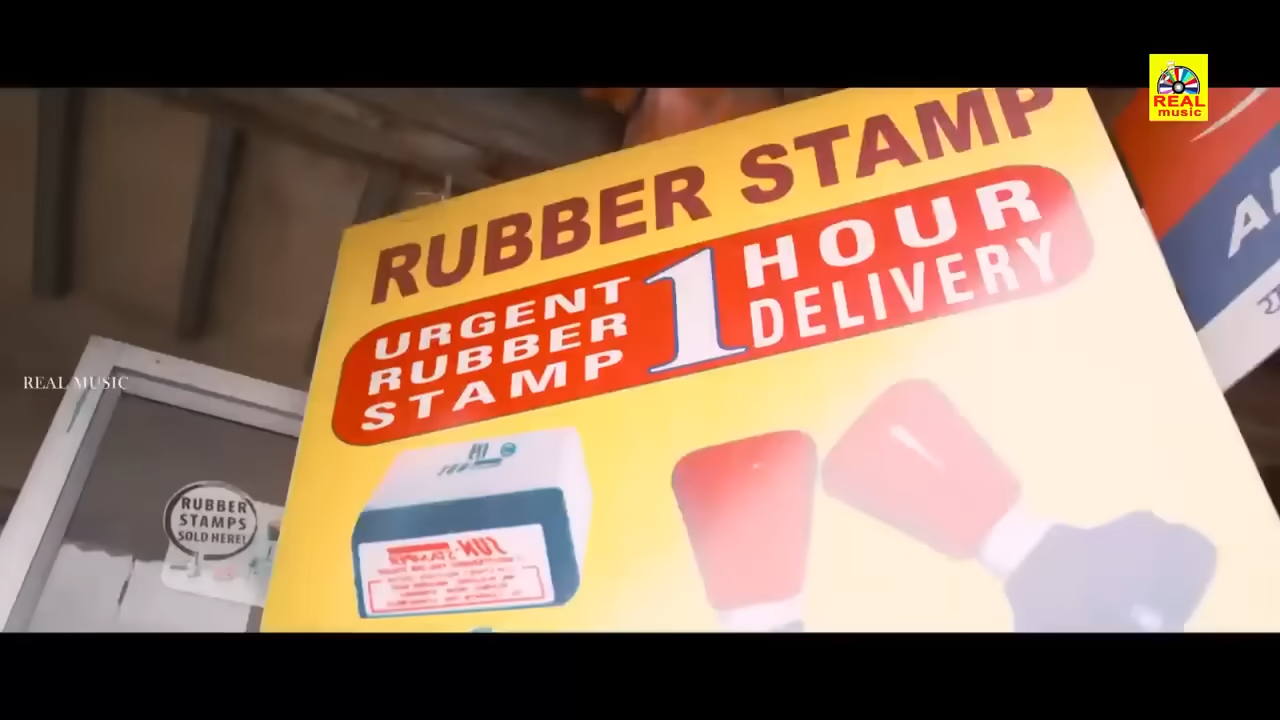 REAL
music
RUBBER STAMP
URGENT
RUBBER
STAMP
1
HOUR
DELIVERY
REAL MUSIC
RUBBER
STAMPS
SOLD HERE!